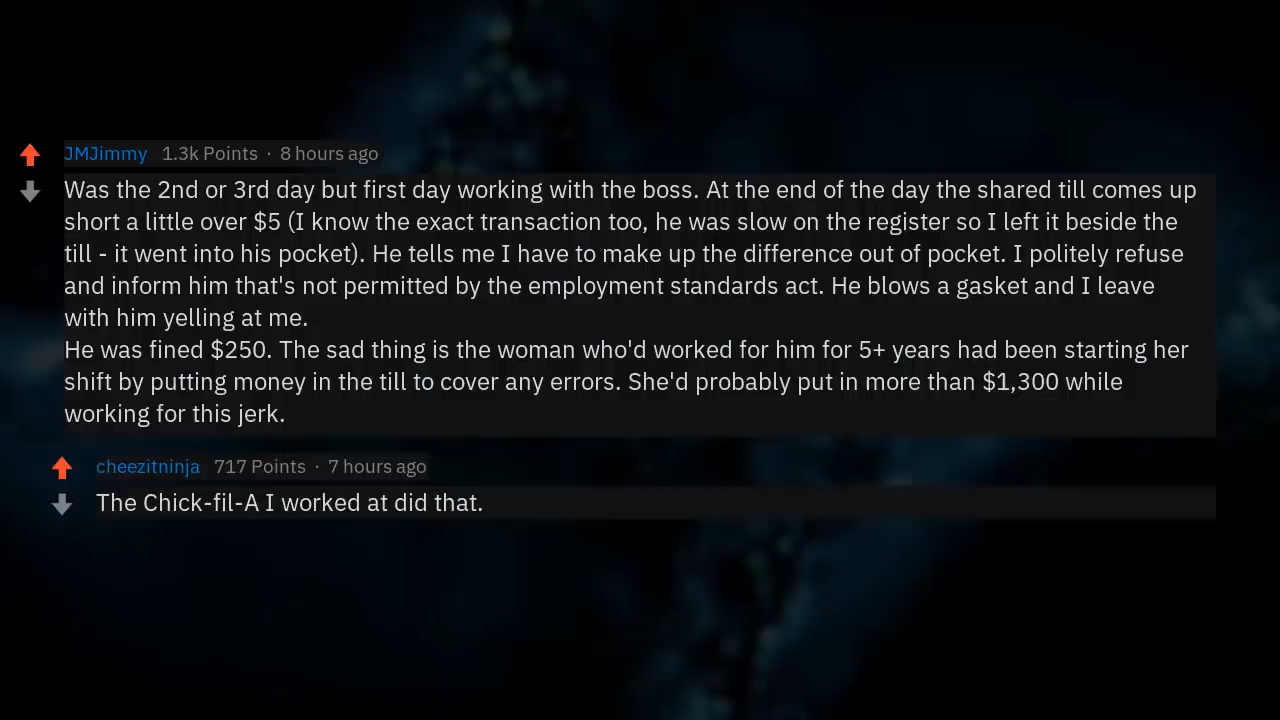 JMJimmy 1.3k Points · 8 hours ago
Was the 2nd or 3rd day but first day working with the boss. At the end of the day the shared till comes up
short a little over $5 (I know the exact transaction too, he was slow on the register so I left it beside the
till - it went into his pocket). He tells me I have to make up the difference out of pocket. I politely refuse
and inform him that's not permitted by the employment standards act. He blows a gasket and I leave
with him yelling at me.
He was fined $250. The sad thing is the woman who'd worked for him for 5+ years had been starting her
shift by putting money in the till to cover any errors. She'd probably put in more than $1,300 while
working for this jerk.
cheezitninja 717 Points · 7 hours ago
The Chick-fil-A I worked at did that.